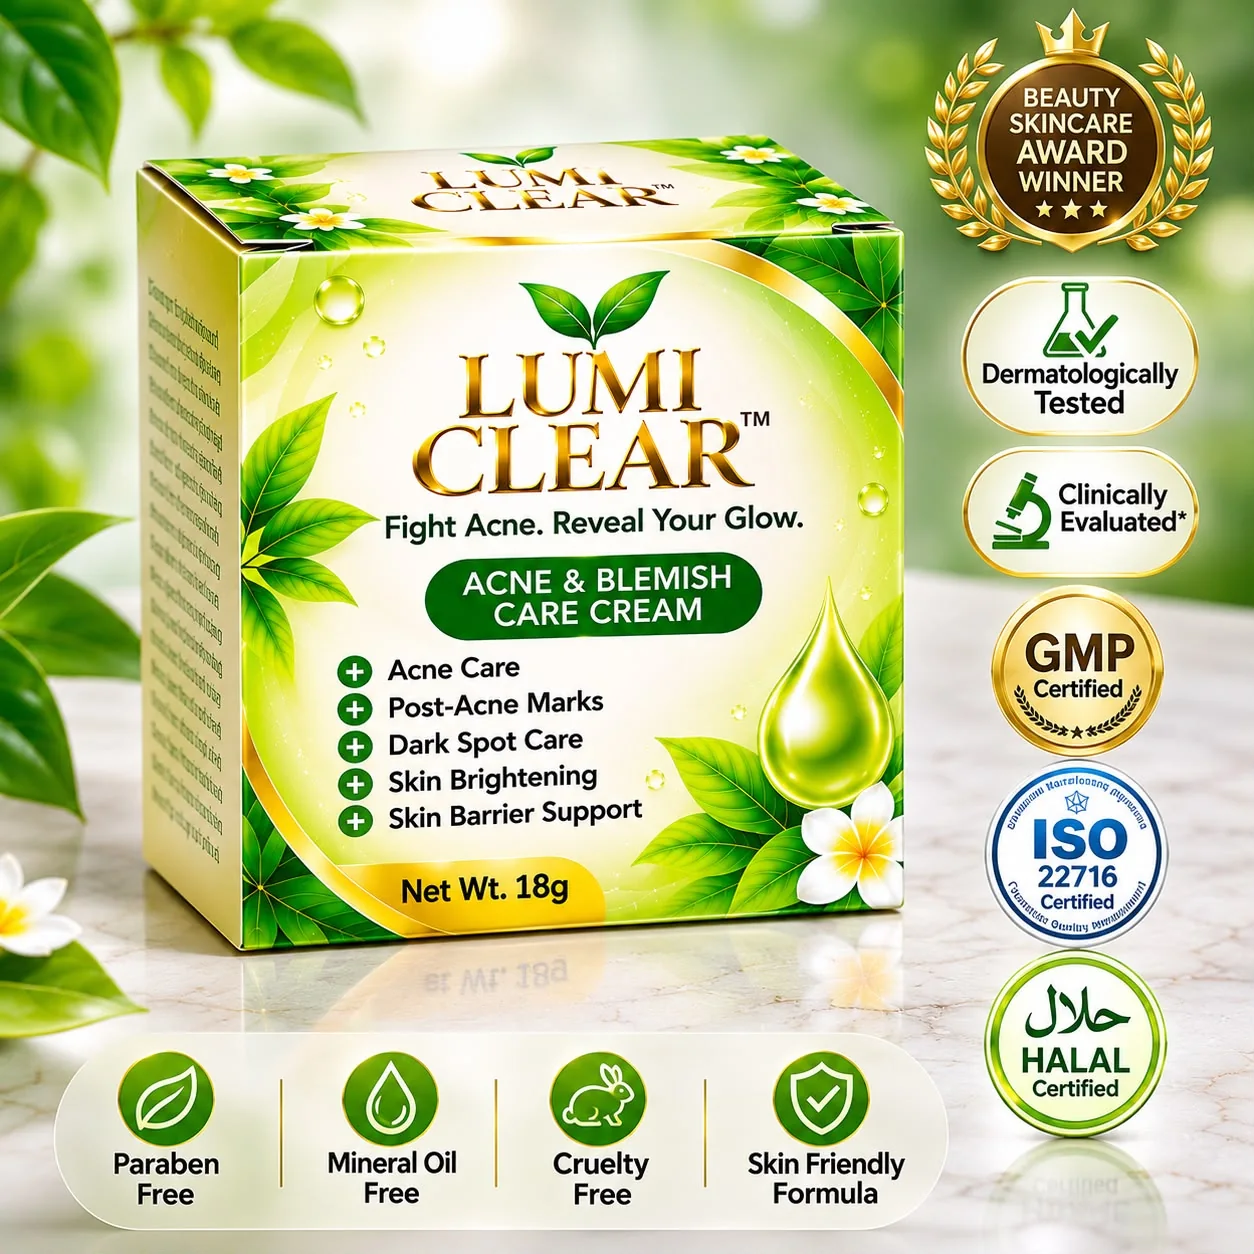 LUMI
CLEAR™
LUMI
CLEAR™
Fight Acne. Reveal Your Glow.
ACNE & BLEMISH
CARE CREAM
Acne Care
Post-Acne Marks
Dark Spot Care
Skin Brightening
Skin Barrier Support
Net Wt. 18g
BEAUTY
SKINCARE
AWARD
WINNER
Dermatologically
Tested
Clinically
Evaluated*
GMP
Certified
ISO
22716
Certified
حلال
HALAL
Certified
Paraben
Free
Mineral Oil
Free
Cruelty
Free
Skin Friendly
Formula